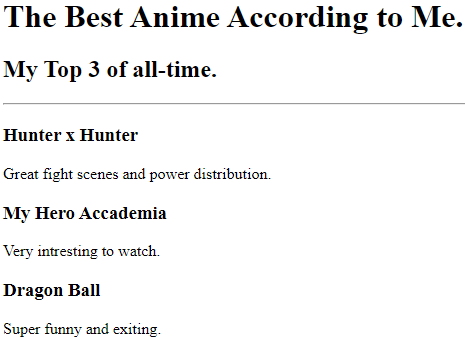 The Best Anime According to Me.
My Top 3 of all-time.
Hunter x Hunter
Great fight scenes and power distribution.
My Hero Accademia
Very intresting to watch.
Dragon Ball
Super funny and exiting.